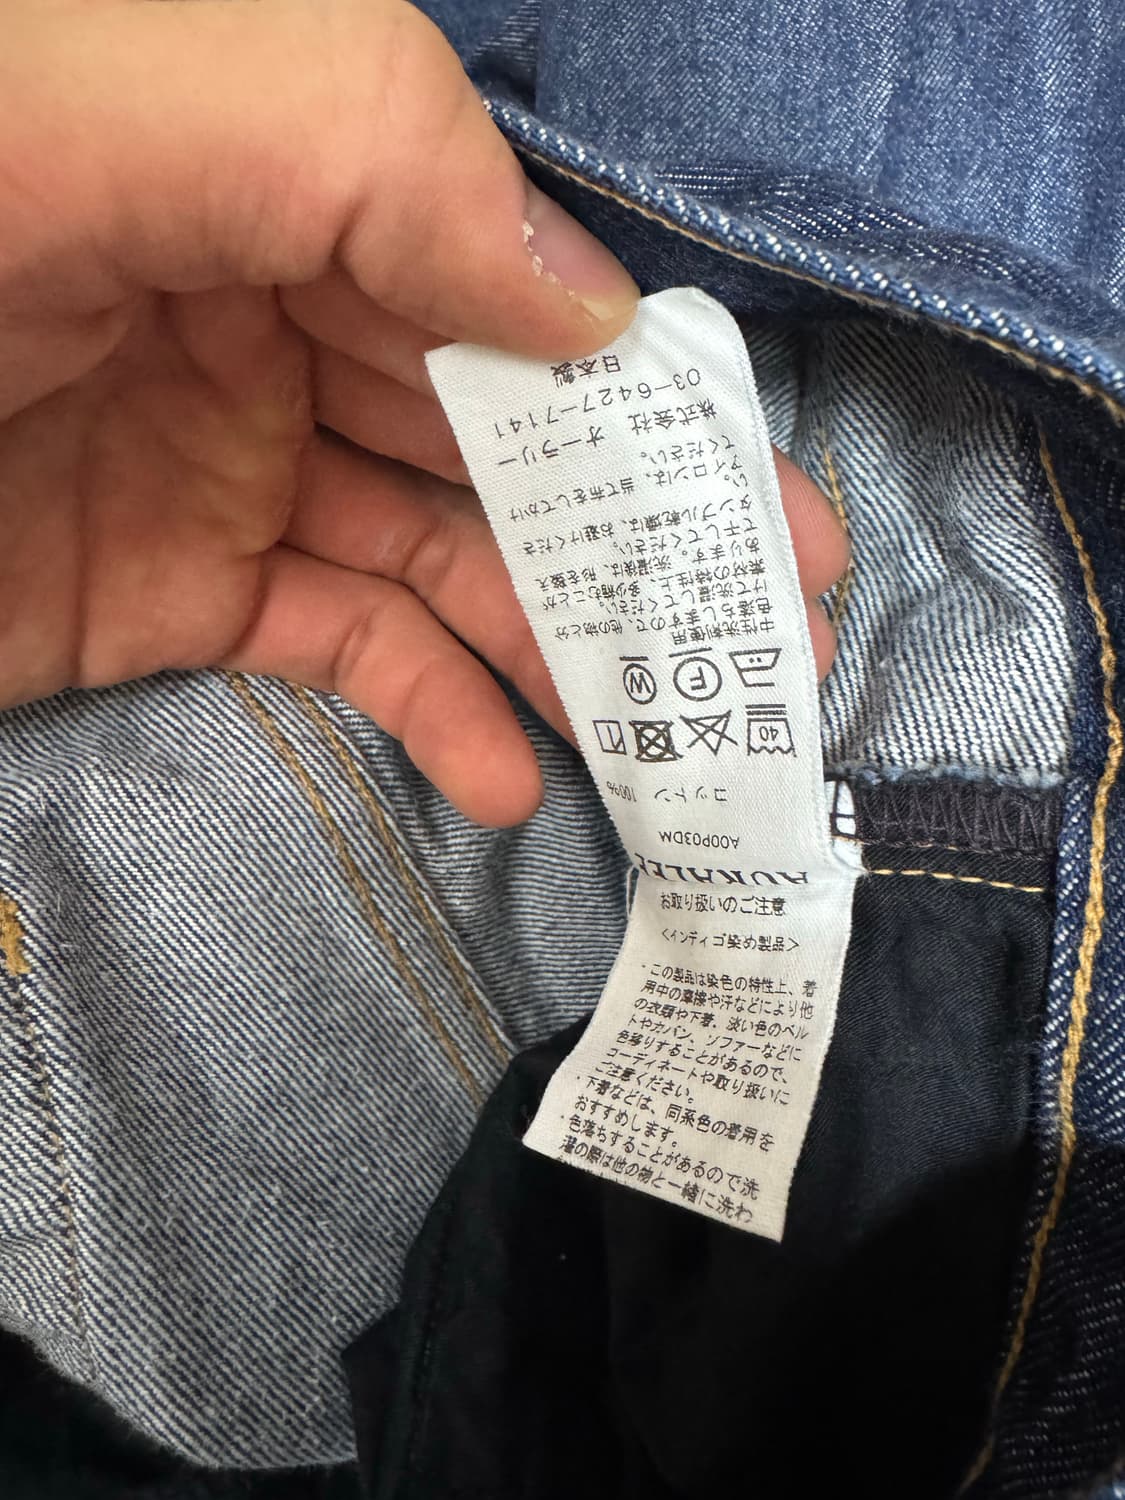 AURALEE
A00P03DM
コットン 100%
40
F
W
中性洗剤使用
色落ちしますので、他の物と分
けて洗濯してください。
素材の特性上、多少縮むことが
あります。洗濯後は、形を整え
て干してください。
タンブル乾燥は、お避けくださ
い。
アイロンは、当て布をしてかけ
てください。
株式会社 オーラリー
03-6427-7141
日本製
お取り扱いのご注意
<インディゴ染め製品>
・この製品は染色の特性上、着
用中の摩擦や汗などにより他
の衣類や下着、淡い色のベル
トやカバン、ソファーなどに
色移りすることがあるので、
コーディネートや取り扱いに
ご注意ください。
・下着などは、同系色の着用を
おすすめします。
・色落ちすることがあるので洗
濯の際は他の物と一緒に洗わ